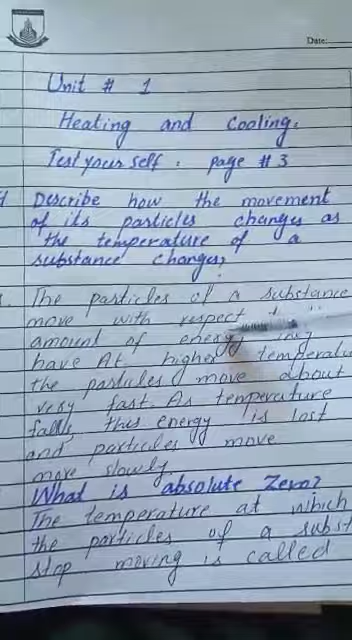 Date:
Unit # 1
Heating and Cooling.
Test your self. page # 3
Describe how the movement
of its particles changes as
the temperature of a
substance changes?
The particles of a substance
move with respect
amount of energy
have At higher
the particles move about
very fast. As temperature
falls, this energy is lost
and particles move
more slowly.
What is absolute Zero?
The temperature at which
the particles of a
stop moving is called